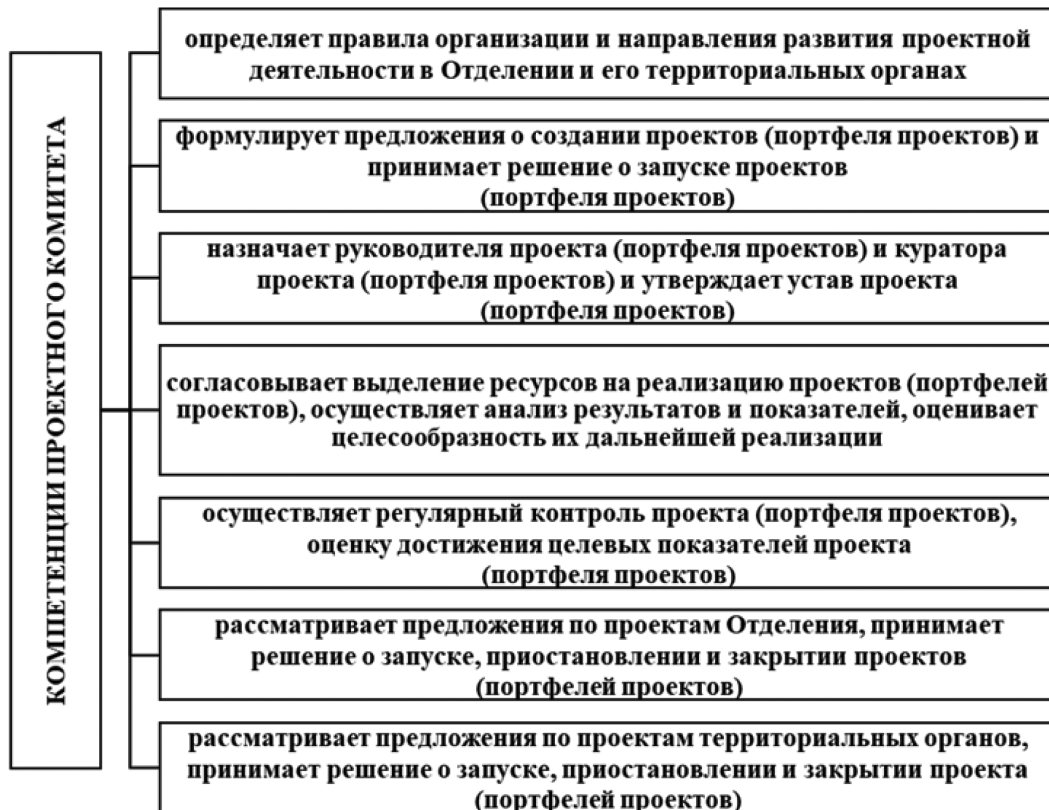 КОМПЕТЕНЦИИ ПРОЕКТНОГО КОМИТЕТА
определяет правила организации и направления развития проектной
деятельности в Отделении и его территориальных органах
формулирует предложения о создании проектов (портфеля проектов) и
принимает решение о запуске проектов
(портфеля проектов)
назначает руководителя проекта (портфеля проектов) и куратора
проекта (портфеля проектов) и утверждает устав проекта
(портфеля проектов)
согласовывает выделение ресурсов на реализацию проектов (портфелей
проектов), осуществляет анализ результатов и показателей, оценивает
целесообразность их дальнейшей реализации
осуществляет регулярный контроль проекта (портфеля проектов),
оценку достижения целевых показателей проекта
(портфеля проектов)
рассматривает предложения по проектам Отделения, принимает
решение о запуске, приостановлении и закрытии проектов
(портфелей проектов)
рассматривает предложения по проектам территориальных органов,
принимает решение о запуске, приостановлении и закрытии проекта
(портфелей проектов)